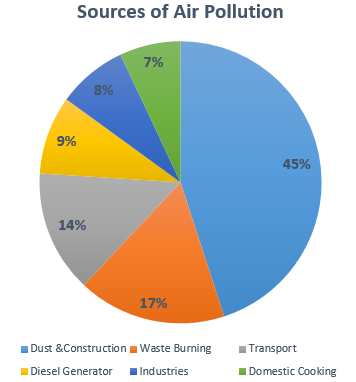 Sources of Air Pollution
7%
8%
45%
9%
14%
17%
Dust &Construction Waste Burning Transport
Diesel Generator Industries Domestic Cooking